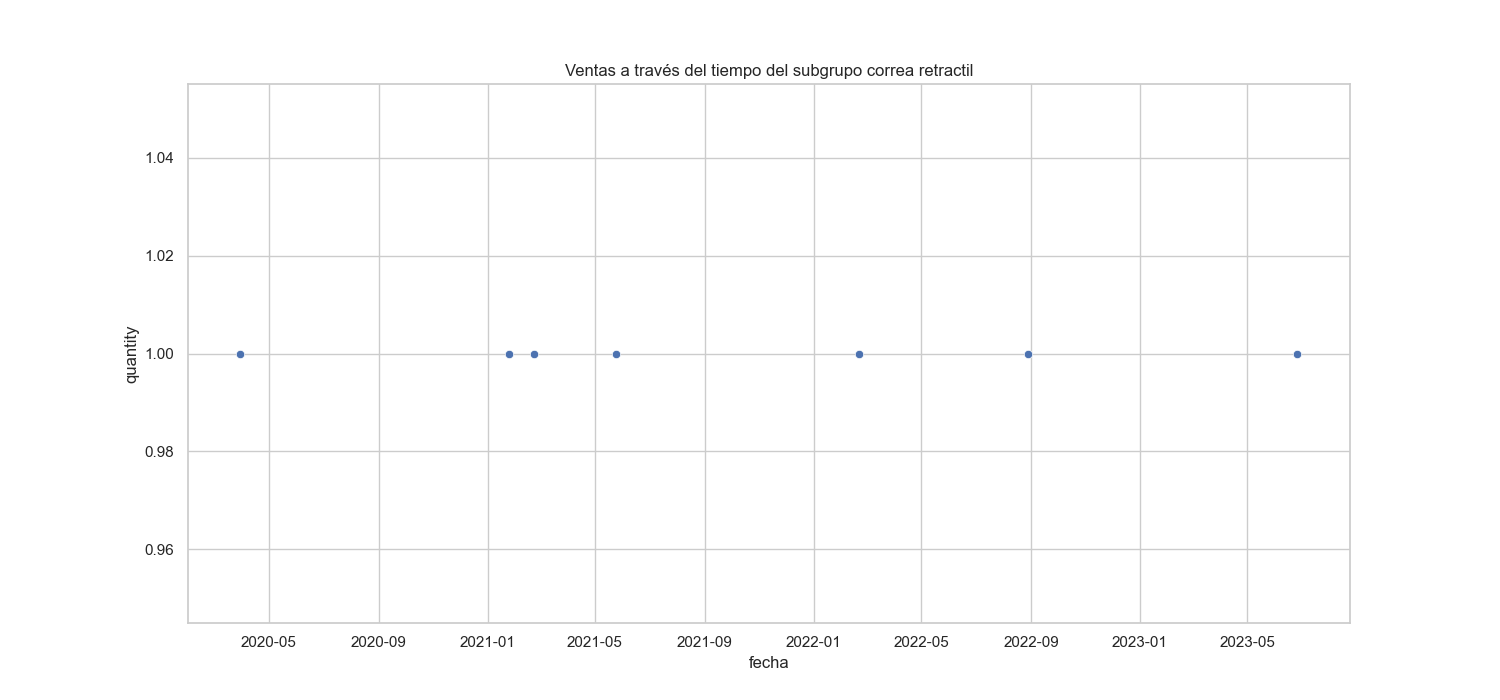 Ventas a través del tiempo del subgrupo correa retractil
1.04
1.02
1.00
0.98
0.96
quantity
2020-05 2020-09 2021-01 2021-05 2021-09 2022-01 2022-05 2022-09 2023-01 2023-05
fecha